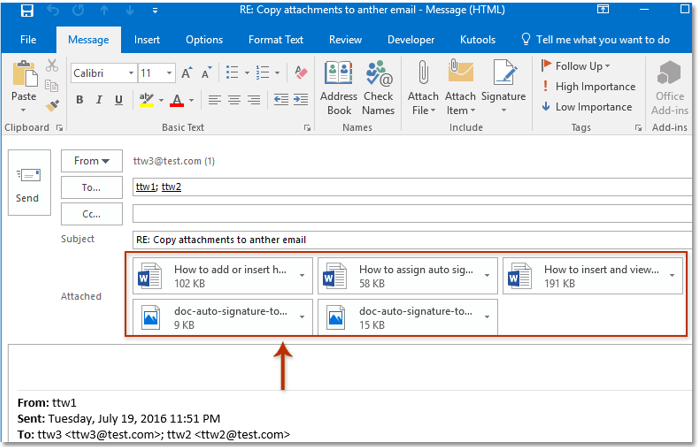 RE: Copy attachments to anther email - Message (HTML)
File Message Insert Options Format Text Review Developer Kutools Tell me what you want to do
Calibri 11
Paste
B I U
Address Book
Check Names
Attach File
Attach Item
Signature
Follow Up
High Importance
Low Importance
Office Add-ins
Clipboard Basic Text Names Include Tags Add-ins
From ttw3@test.com (1)
Send
To... ttw1; ttw2
Cc...
Subject RE: Copy attachments to anther email
Attached
How to add or insert h... How to assign auto sig... How to insert and view...
102 KB 58 KB 191 KB
doc-auto-signature-to... doc-auto-signature-to...
9 KB 15 KB
From: ttw1
Sent: Tuesday, July 19, 2016 11:51 PM
To: ttw3 <ttw3@test.com>; ttw2 <ttw2@test.com>